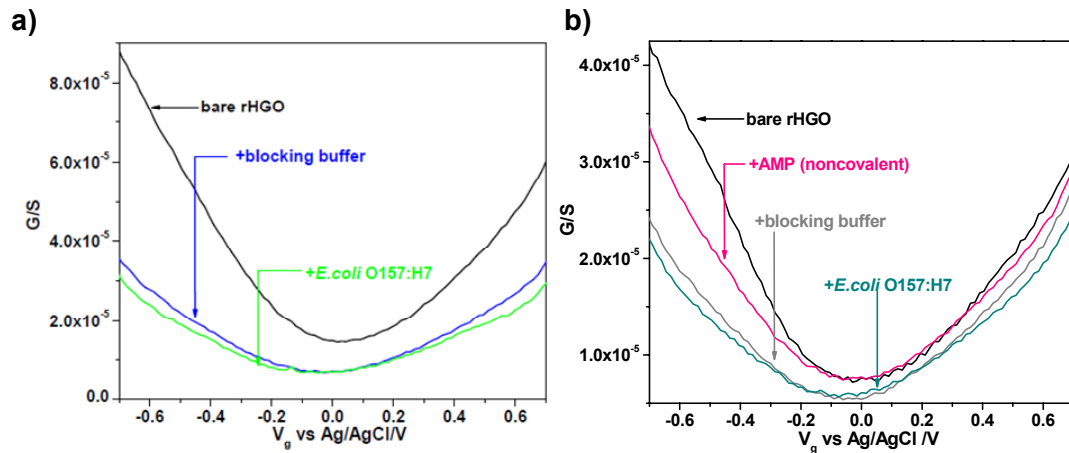 a)
G/S
8.0x10⁻⁵
6.0x10⁻⁵
4.0x10⁻⁵
2.0x10⁻⁵
0.0
bare rHGO
+blocking buffer
+E.coli O157:H7
-0.6 -0.4 -0.2 0.0 0.2 0.4 0.6
Vg vs Ag/AgCl/V
b)
G/S
4.0x10⁻⁵
3.0x10⁻⁵
2.0x10⁻⁵
1.0x10⁻⁵
bare rHGO
+AMP (noncovalent)
+blocking buffer
+E.coli O157:H7
-0.6 -0.4 -0.2 0.0 0.2 0.4 0.6
Vg vs Ag/AgCl /V